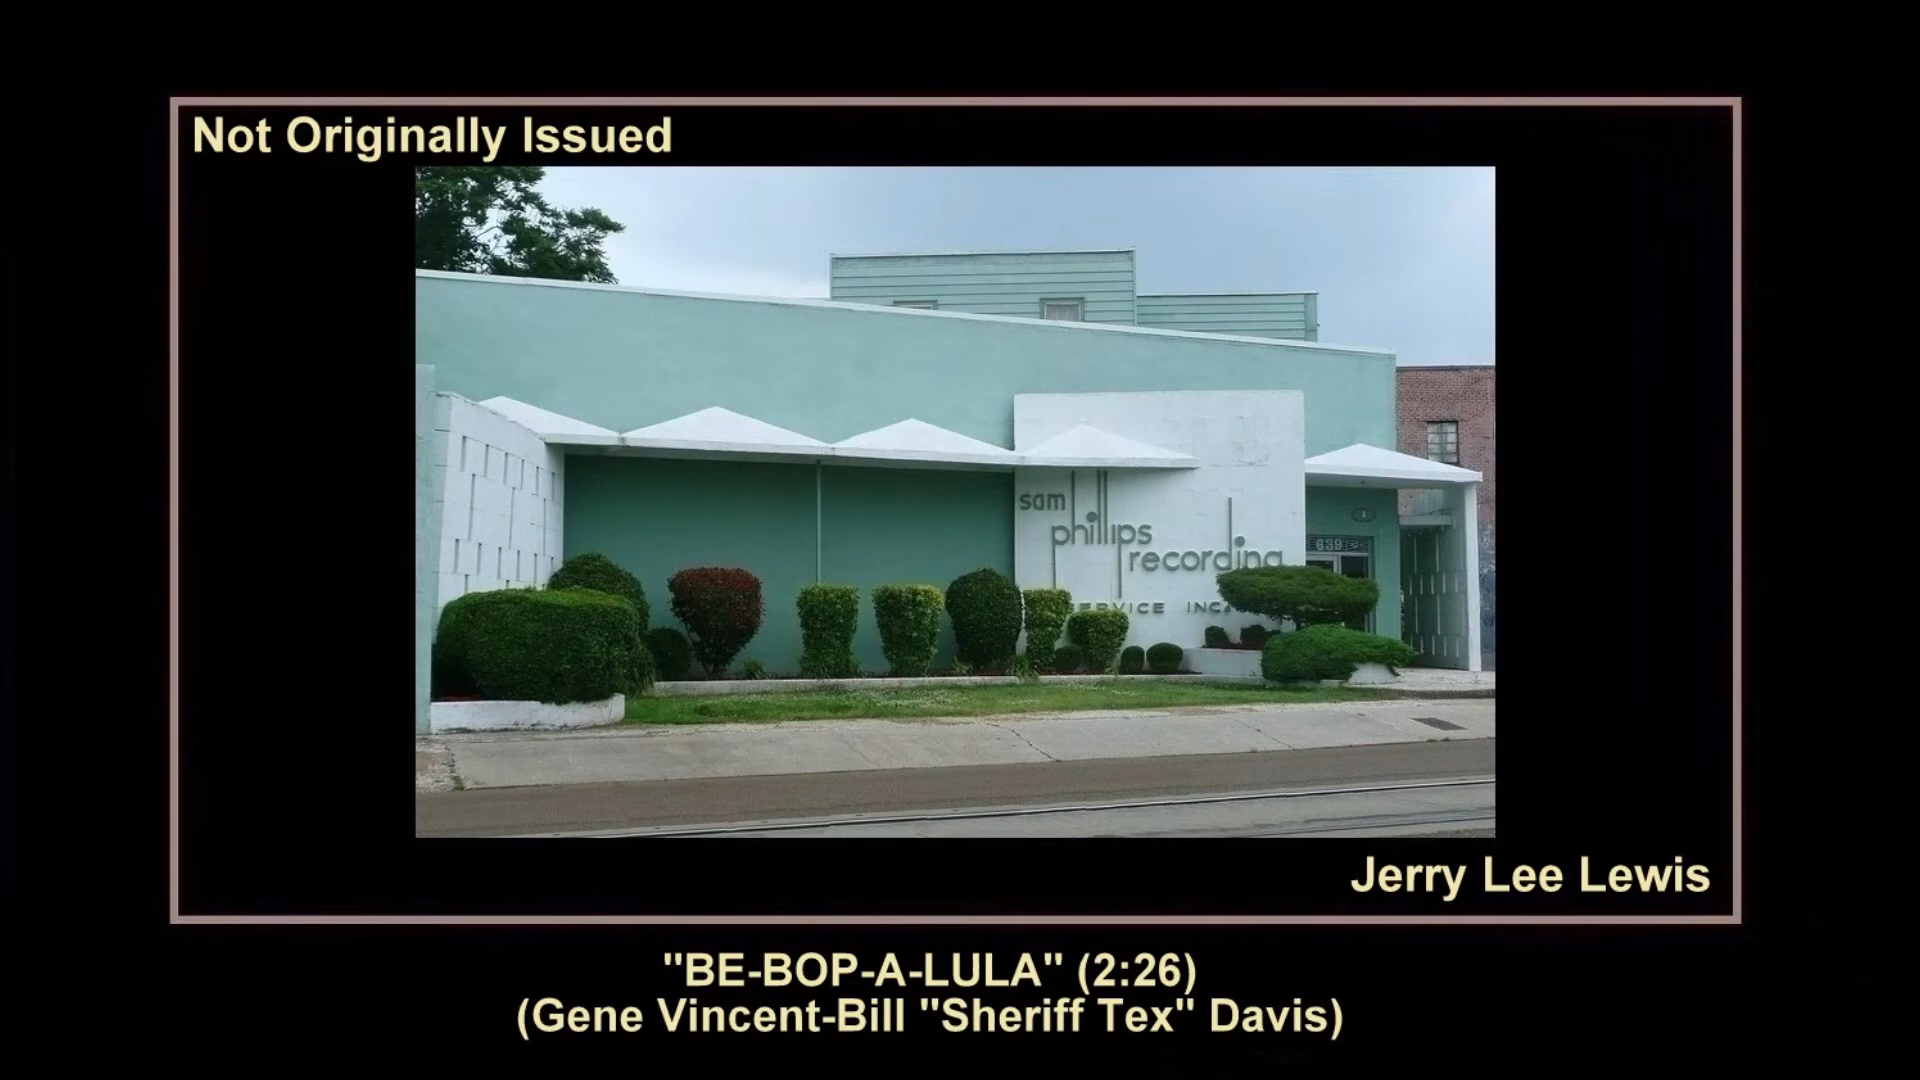 Not Originally Issued
sam
phillips
recording
639
SERVICE INC.
Jerry Lee Lewis
"BE-BOP-A-LULA" (2:26)
(Gene Vincent-Bill "Sheriff Tex" Davis)